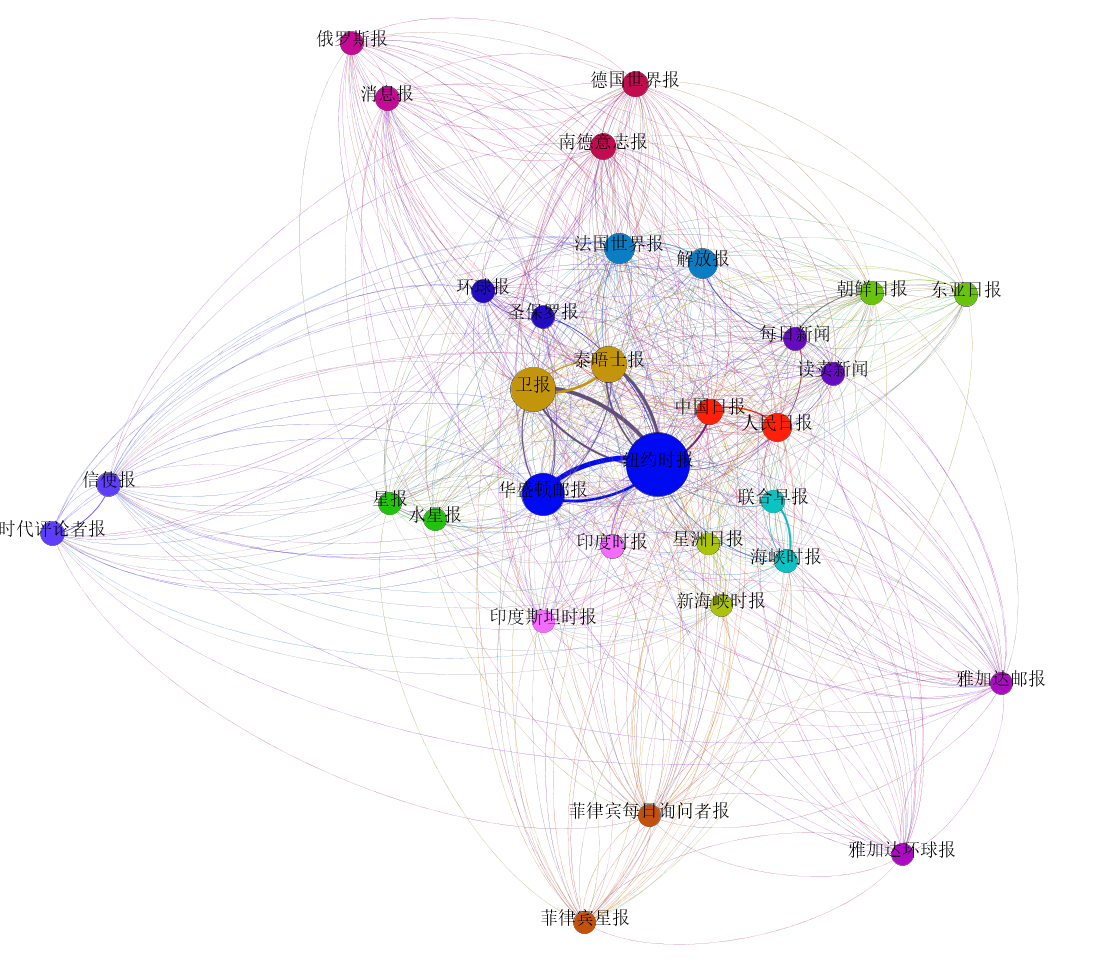 俄罗斯报
德国世界报
消息报
南德意志报
法国世界报
解放报
环球报
朝鲜日报
东亚日报
圣保罗报
每日新闻
泰晤士报
读卖新闻
卫报
中国日报
人民日报
纽约时报
信使报
华盛顿邮报
星报
联合早报
水星报
时代评论者报
印度时报
星洲日报
海峡时报
新海峡时报
印度斯坦时报
雅加达邮报
菲律宾每日询问者报
雅加达环球报
菲律宾星报